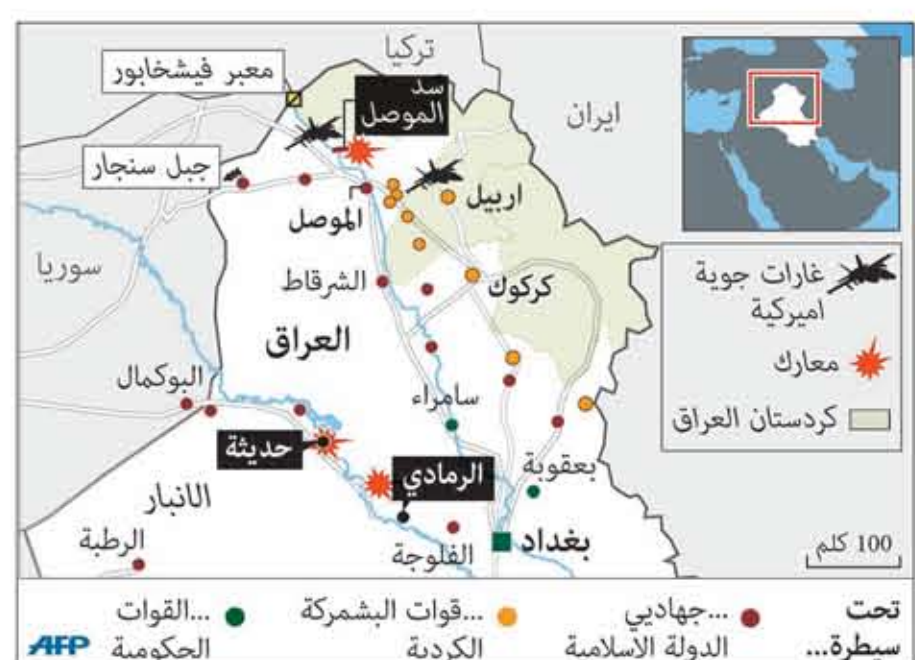 تركيا
معبر فيشخابور
سد
الموصل
ايران
جبل سنجار
اربيل
الموصل
سوريا
الشرقاط
كركوك
العراق
البوكمال
سامراء
حديثة
الرمادي
بعقوبة
الانبار
الرطبة
الفلوجة
بغداد
غارات جوية
اميركية
معارك
كردستان العراق
100 كلم
تحت
سيطرة...
...جهاديي
الدولة الاسلامية
...قوات البشمركة
الكردية
...القوات
الحكومية
AFP